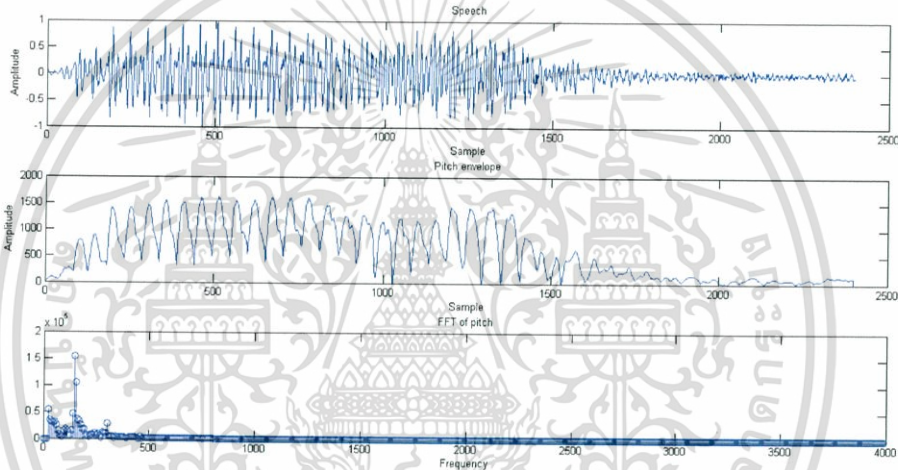 Speech
Amplitude
1
0.5
0
-0.5
-1
0 500 1000 1500 2000 2500
Sample
Pitch envelope
Amplitude
2000
1500
1000
500
0
0 500 1000 1500 2000 2500
Sample
FFT of pitch
x 10
2
1.5
1
0.5
0
0 500 1000 1500 2000 2500 3000 3500 4000
Frequency